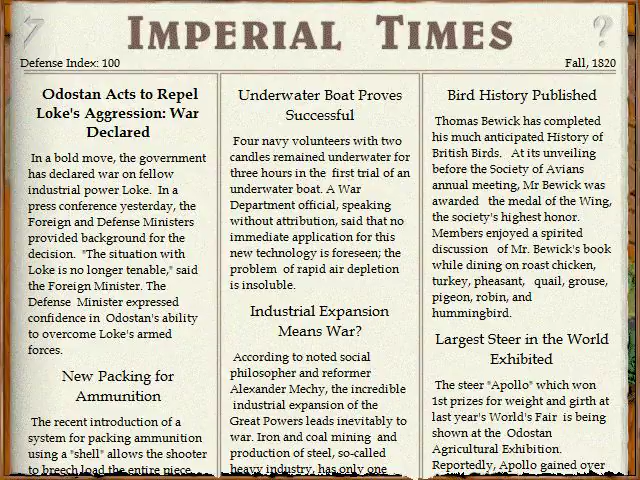 IMPERIAL TIMES
Defense Index: 100
Fall, 1820
Odostan Acts to Repel
Loke's Aggression: War
Declared
In a bold move, the government
has declared war on fellow
industrial power Loke. In a
press conference yesterday, the
Foreign and Defense Ministers
provided background for the
decision. "The situation with
Loke is no longer tenable," said
the Foreign Minister. The
Defense Minister expressed
confidence in Odostan's ability
to overcome Loke's armed
forces.
New Packing for
Ammunition
The recent introduction of a
system for packing ammunition
using a "shell" allows the shooter
to breech load the entire piece,
Underwater Boat Proves
Successful
Four navy volunteers with two
candles remained underwater for
three hours in the first trial of an
underwater boat. A War
Department official, speaking
without attribution, said that no
immediate application for this
new technology is foreseen; the
problem of rapid air depletion
is insoluble.
Industrial Expansion
Means War?
According to noted social
philosopher and reformer
Alexander Mechy, the incredible
industrial expansion of the
Great Powers leads inevitably to
war. Iron and coal mining and
production of steel, so-called
heavy industry, has only one
Bird History Published
Thomas Bewick has completed
his much anticipated History of
British Birds. At its unveiling
before the Society of Avians
annual meeting, Mr Bewick was
awarded the medal of the Wing,
the society's highest honor.
Members enjoyed a spirited
discussion of Mr. Bewick's book
while dining on roast chicken,
turkey, pheasant, quail, grouse,
pigeon, robin, and
hummingbird.
Largest Steer in the World
Exhibited
The steer "Apollo" which won
1st prizes for weight and girth at
last year's World's Fair is being
shown at the Odostan
Agricultural Exhibition.
Reportedly, Apollo gained over